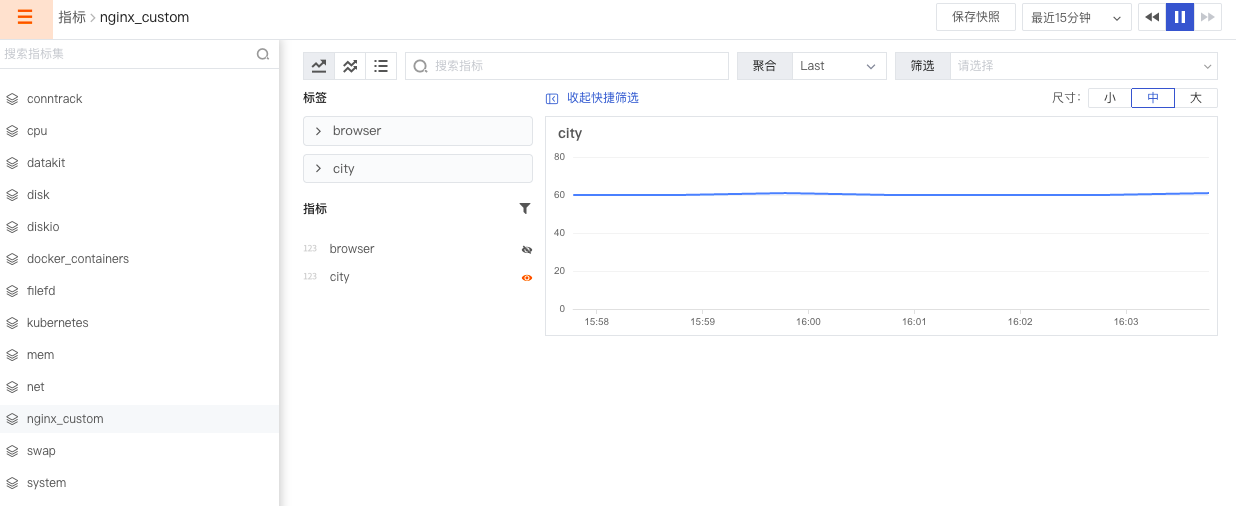 指标 > nginx_custom
保存快照
最近15分钟
搜索指标集
conntrack
cpu
datakit
disk
diskio
docker_containers
filefd
kubernetes
mem
net
nginx_custom
swap
system
搜索指标
聚合 Last
筛选 请选择
标签
browser
city
指标
123 browser
123 city
收起快捷筛选
尺寸: 小 中 大
city
80
60
40
20
0
15:58 15:59 16:00 16:01 16:02 16:03